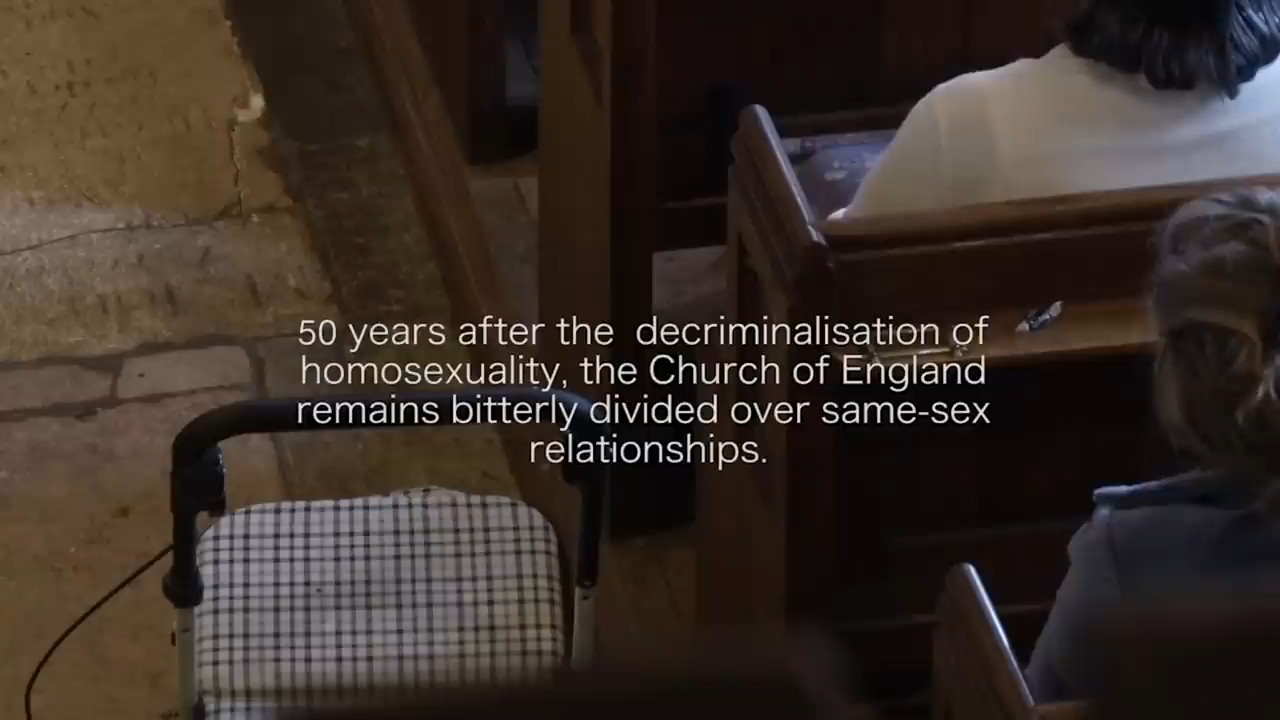 50 years after the  decriminalisation of
homosexuality, the Church of England
remains bitterly divided over same-sex
relationships.